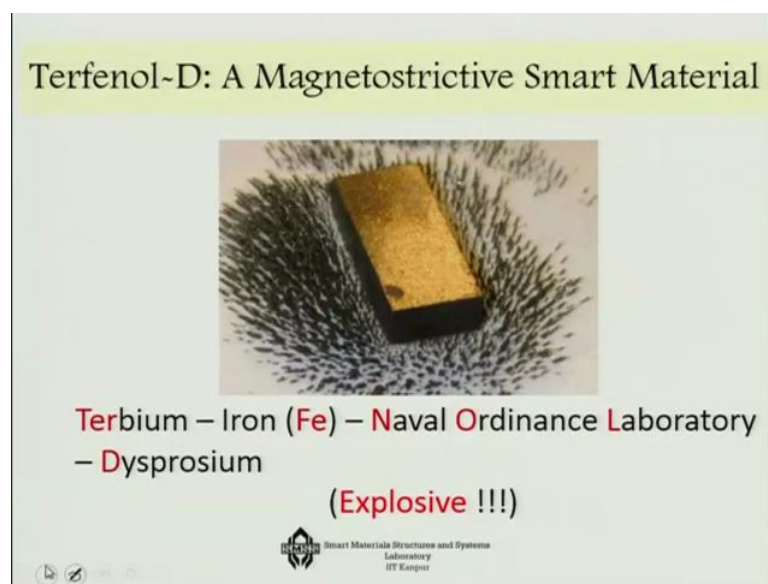 Terfenol-D: A Magnetostrictive Smart Material
Terbium – Iron (Fe) – Naval Ordinance Laboratory
– Dysprosium
(Explosive !!!)
Smart Materials Structures and Systems
Laboratory
IIT Kanpur